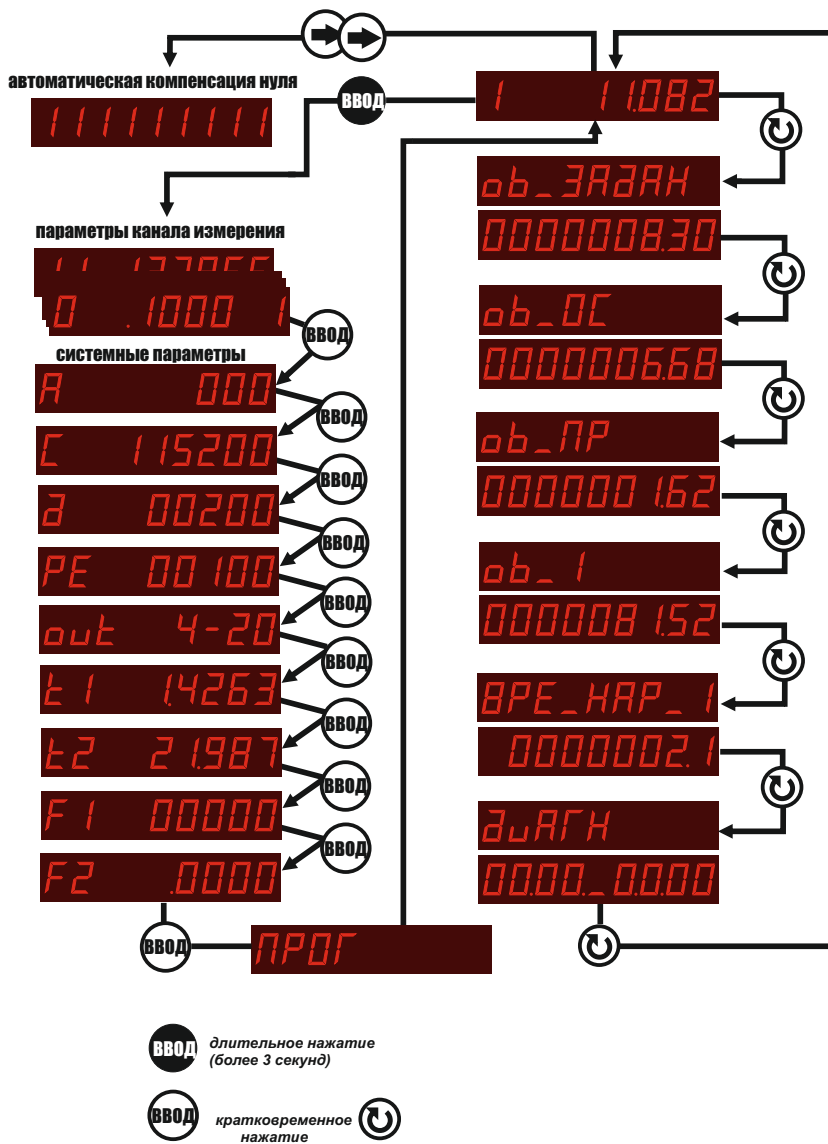 автоматическая компенсация нуля
111111111
ВВОД
1 11.082
ob_ЗАДАН
0000008.30
ob_ОС
0000006.68
ob_ПР
0000001.62
ob_1
0000081.52
ВРЕ_НАР_1
0000002.1
диАГН
00.00._0.0.00
параметры канала измерения
0 .1000 1
ВВОД
системные параметры
A 000
ВВОД
C 115200
ВВОД
д 00200
ВВОД
PE 00100
ВВОД
out 4-20
ВВОД
t1 1.4263
ВВОД
t2 21.987
ВВОД
F1 00000
ВВОД
F2 .0000
ВВОД
ПРОГ
ВВОД
длительное нажатие
(более 3 секунд)
ВВОД
кратковременное
нажатие